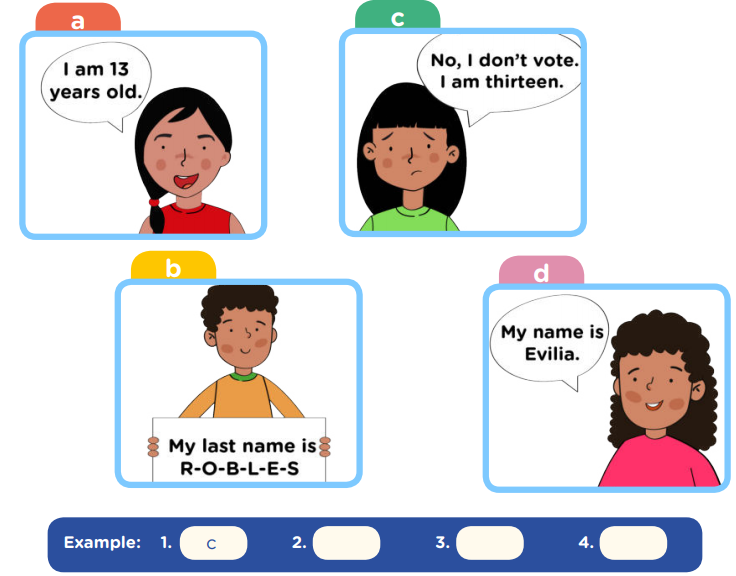 a
I am 13
years old.
c
No, I don't vote.
I am thirteen.
b
My last name is
R-O-B-L-E-S
d
My name is
Evilia.
Example: 1. c 2. 3. 4.